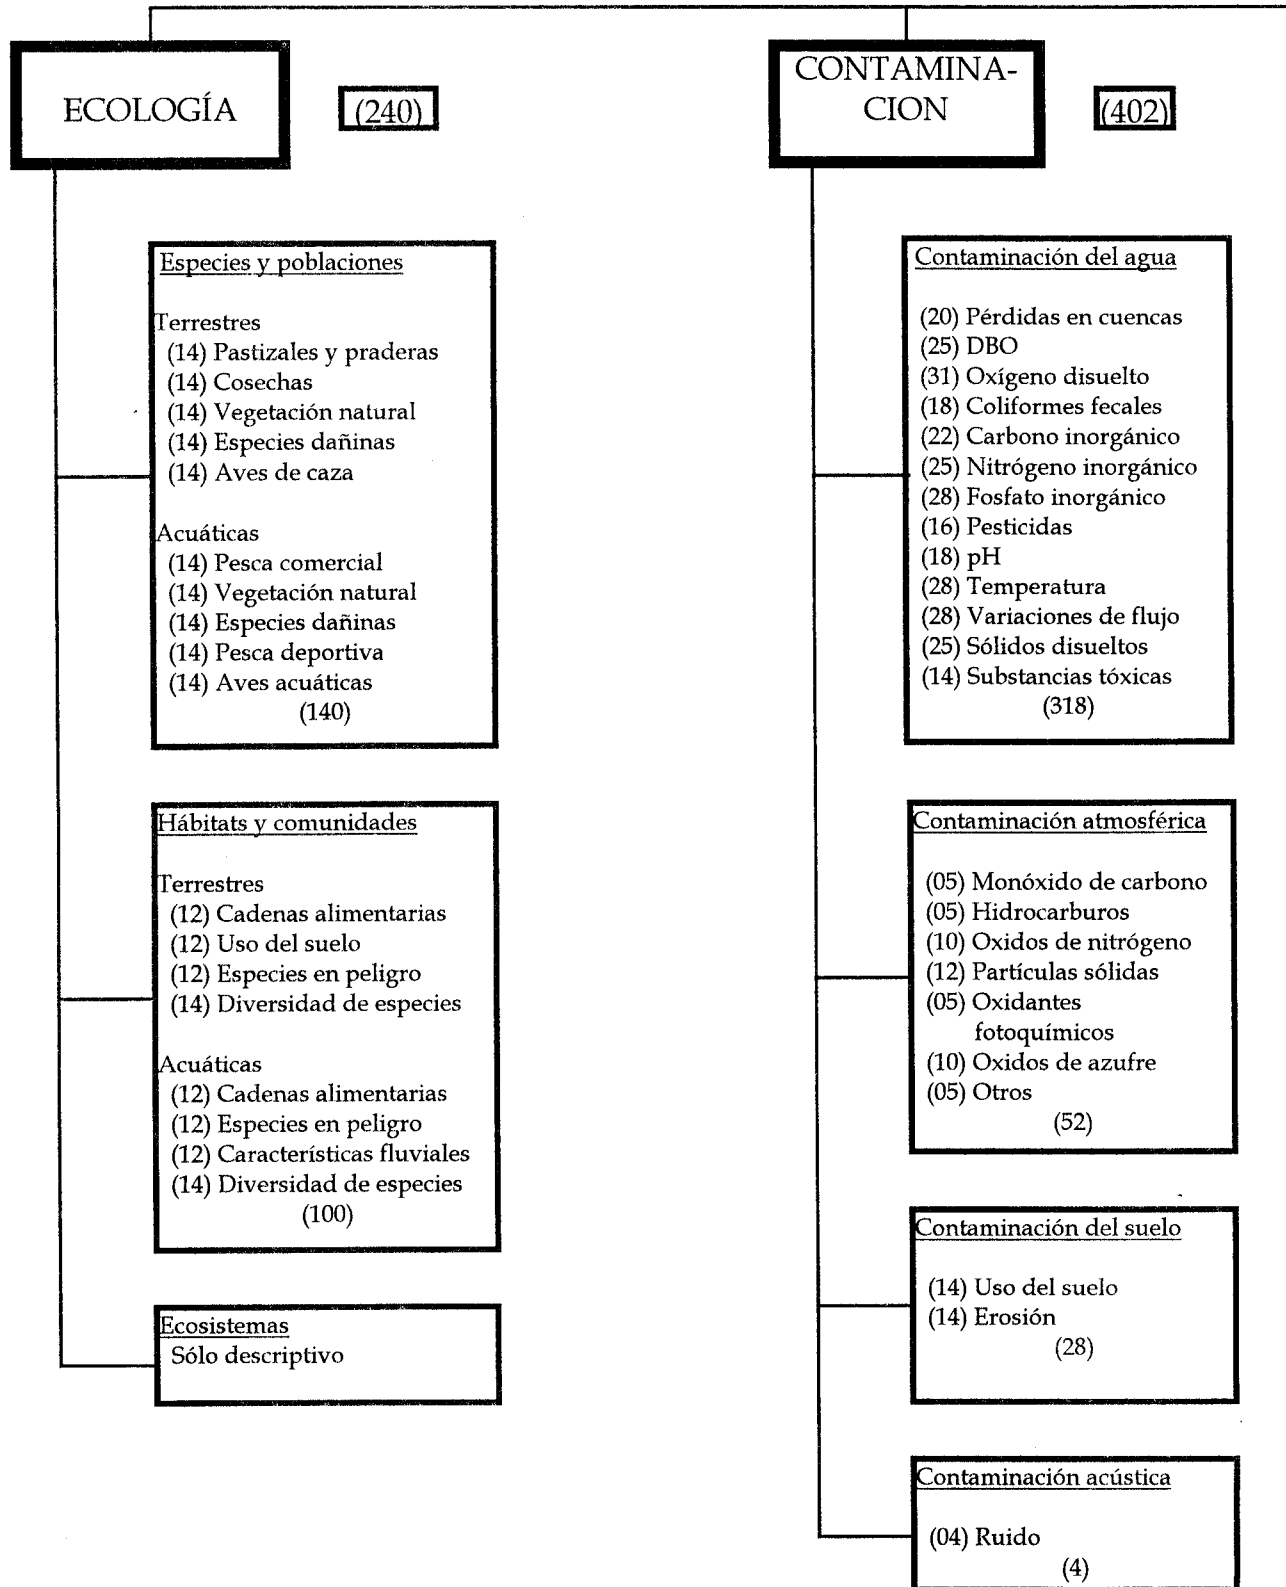 ECOLOGÍA
(240)
Especies y poblaciones
Terrestres
(14) Pastizales y praderas
(14) Cosechas
(14) Vegetación natural
(14) Especies dañinas
(14) Aves de caza
Acuáticas
(14) Pesca comercial
(14) Vegetación natural
(14) Especies dañinas
(14) Pesca deportiva
(14) Aves acuáticas
(140)
Hábitats y comunidades
Terrestres
(12) Cadenas alimentarias
(12) Uso del suelo
(12) Especies en peligro
(14) Diversidad de especies
Acuáticas
(12) Cadenas alimentarias
(12) Especies en peligro
(12) Características fluviales
(14) Diversidad de especies
(100)
Ecosistemas
Sólo descriptivo
CONTAMINA-
CION
(402)
Contaminación del agua
(20) Pérdidas en cuencas
(25) DBO
(31) Oxígeno disuelto
(18) Coliformes fecales
(22) Carbono inorgánico
(25) Nitrógeno inorgánico
(28) Fosfato inorgánico
(16) Pesticidas
(18) pH
(28) Temperatura
(28) Variaciones de flujo
(25) Sólidos disueltos
(14) Substancias tóxicas
(318)
Contaminación atmosférica
(05) Monóxido de carbono
(05) Hidrocarburos
(10) Oxidos de nitrógeno
(12) Partículas sólidas
(05) Oxidantes
fotoquímicos
(10) Oxidos de azufre
(05) Otros
(52)
Contaminación del suelo
(14) Uso del suelo
(14) Erosión
(28)
Contaminación acústica
(04) Ruido
(4)